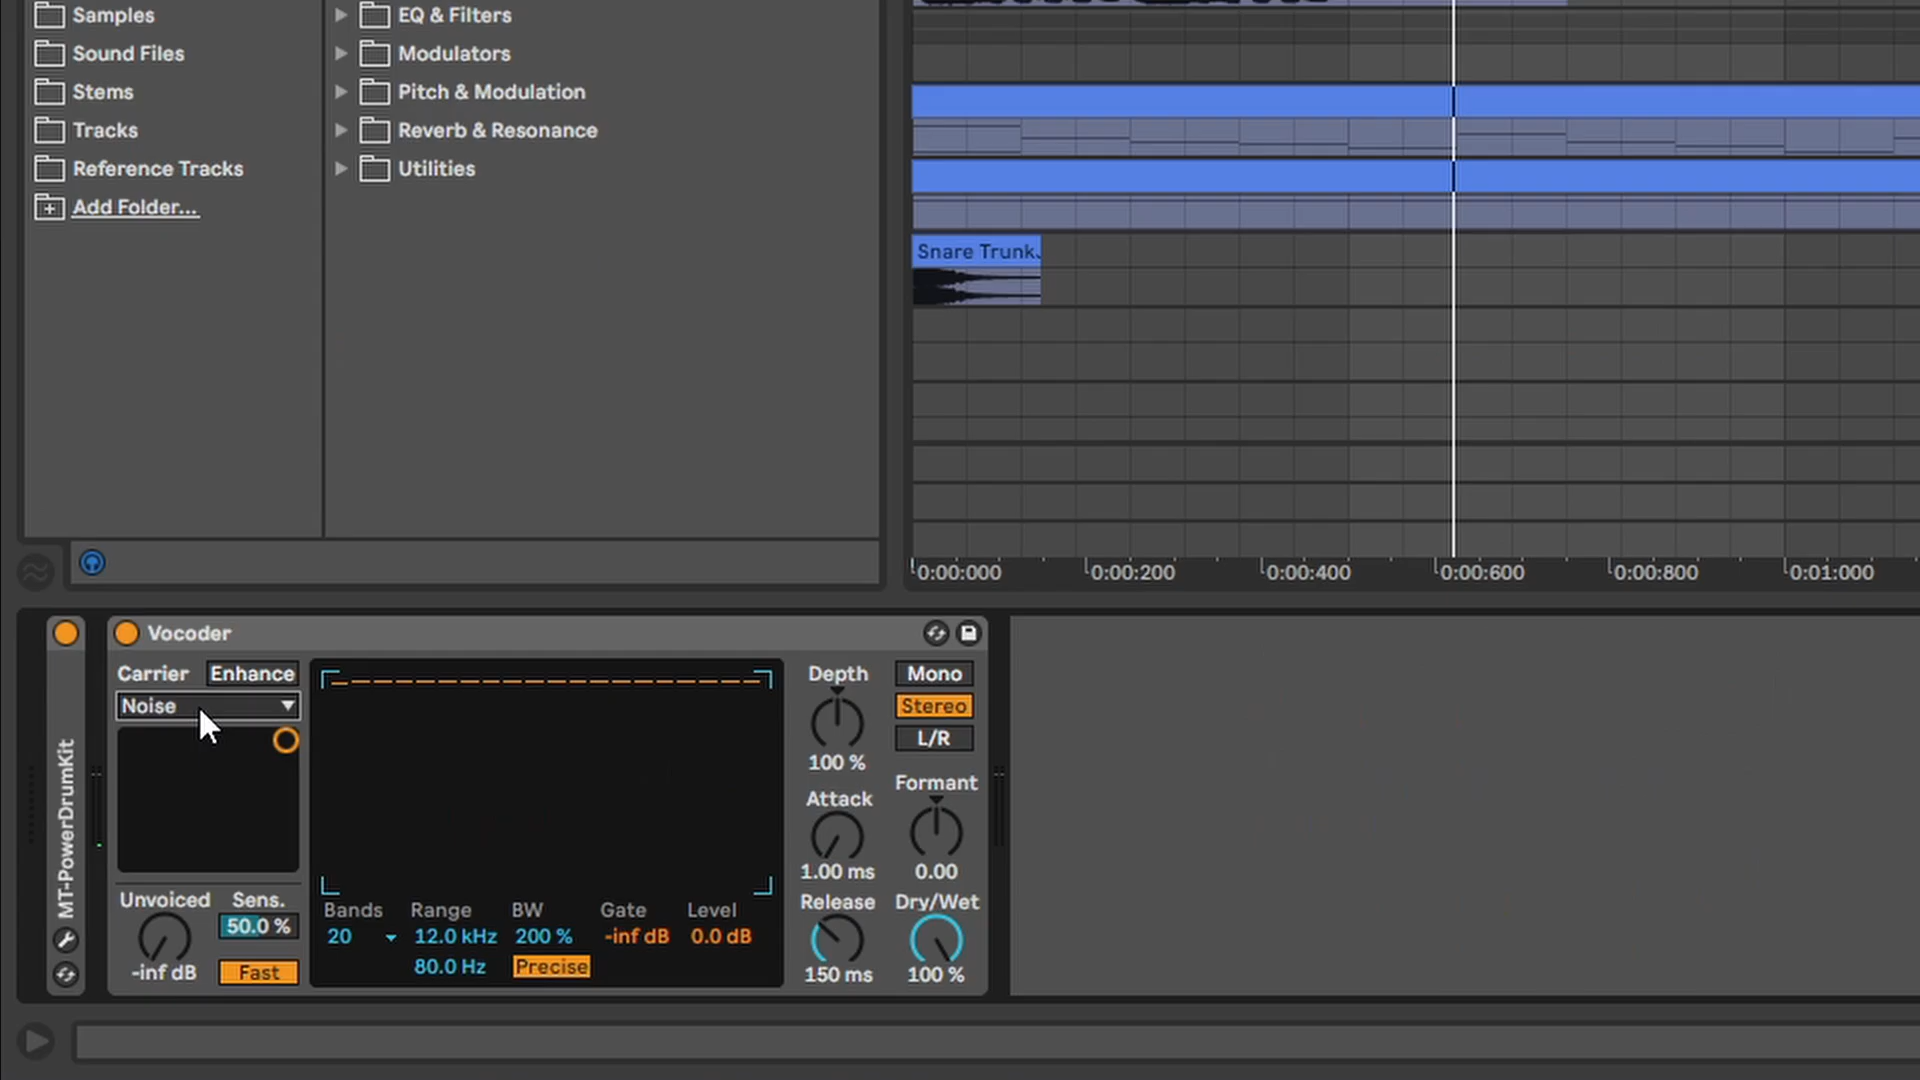 Samples
Sound Files
Stems
Tracks
Reference Tracks
Add Folder...
EQ & Filters
Modulators
Pitch & Modulation
Reverb & Resonance
Utilities
Snare Trunk
0:00:000 0:00:200 0:00:400 0:00:600 0:00:800 0:01:000
MT-PowerDrumKit
Vocoder
Carrier Enhance
Noise
Unvoiced Sens.
50.0 %
-inf dB Fast
Bands Range BW Gate Level
20 12.0 kHz 200 % -inf dB 0.0 dB
80.0 Hz Precise
Depth
100 %
Attack
1.00 ms
Release
150 ms
Mono
Stereo
L/R
Formant
0.00
Dry/Wet
100 %